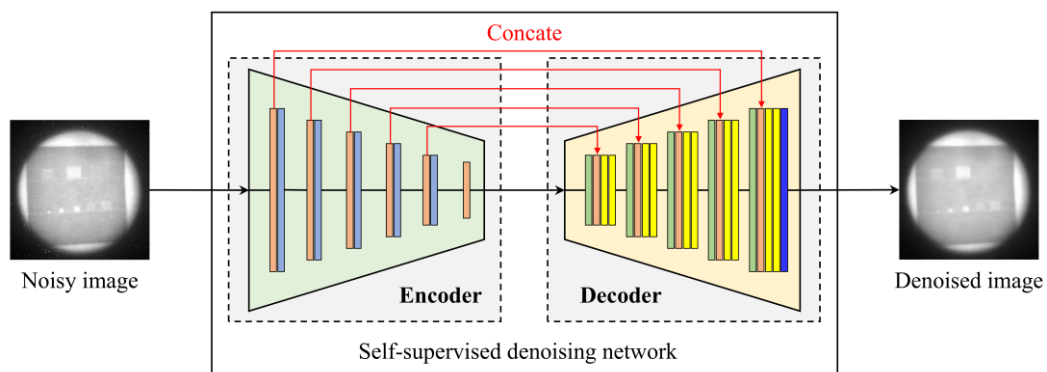 Concate
Noisy image
Encoder
Decoder
Denoised image
Self-supervised denoising network